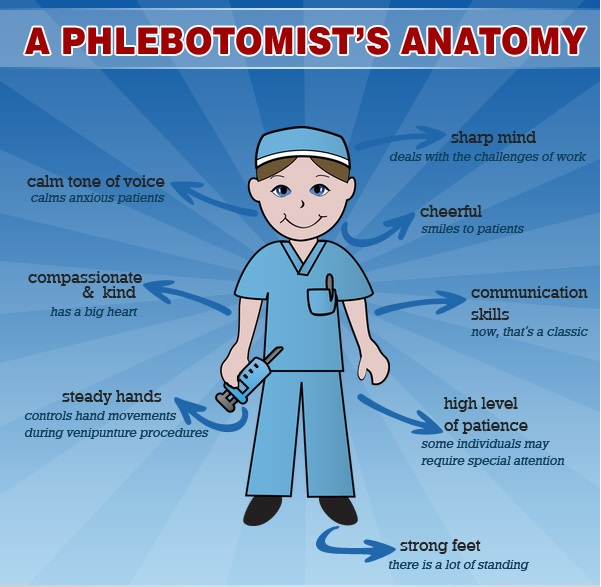 A PHLEBOTOMIST'S ANATOMY
sharp mind
deals with the challenges of work
calm tone of voice
calms anxious patients
cheerful
smiles to patients
compassionate
& kind
has a big heart
communication
skills
now, that's a classic
steady hands
controls hand movements
during venipunture procedures
high level
of patience
some individuals may
require special attention
strong feet
there is a lot of standing